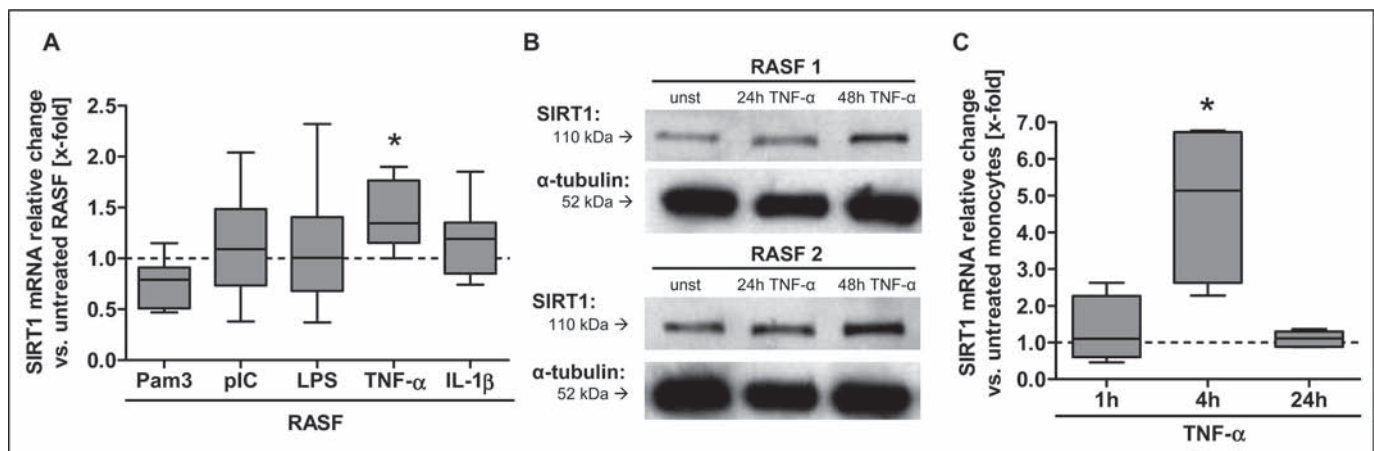 A
SIRT1 mRNA relative change
vs. untreated RASF [x-fold]
2.5
2.0
1.5
1.0
0.5
0.0
*
Pam3 pIC LPS TNF-α IL-1β
RASF
B
RASF 1
unst 24h TNF-α 48h TNF-α
SIRT1:
110 kDa →
α-tubulin:
52 kDa →
RASF 2
unst 24h TNF-α 48h TNF-α
SIRT1:
110 kDa →
α-tubulin:
52 kDa →
C
SIRT1 mRNA relative change
vs. untreated monocytes [x-fold]
7.0
6.0
5.0
4.0
3.0
2.0
1.0
0.0
*
1h 4h 24h
TNF-α